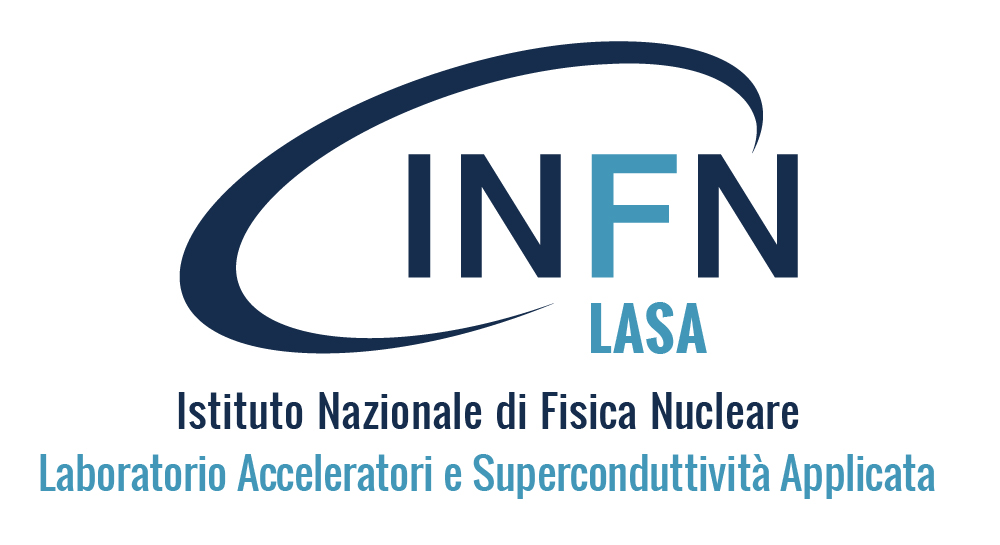 INFN
LASA
Istituto Nazionale di Fisica Nucleare
Laboratorio Acceleratori e Superconduttività Applicata